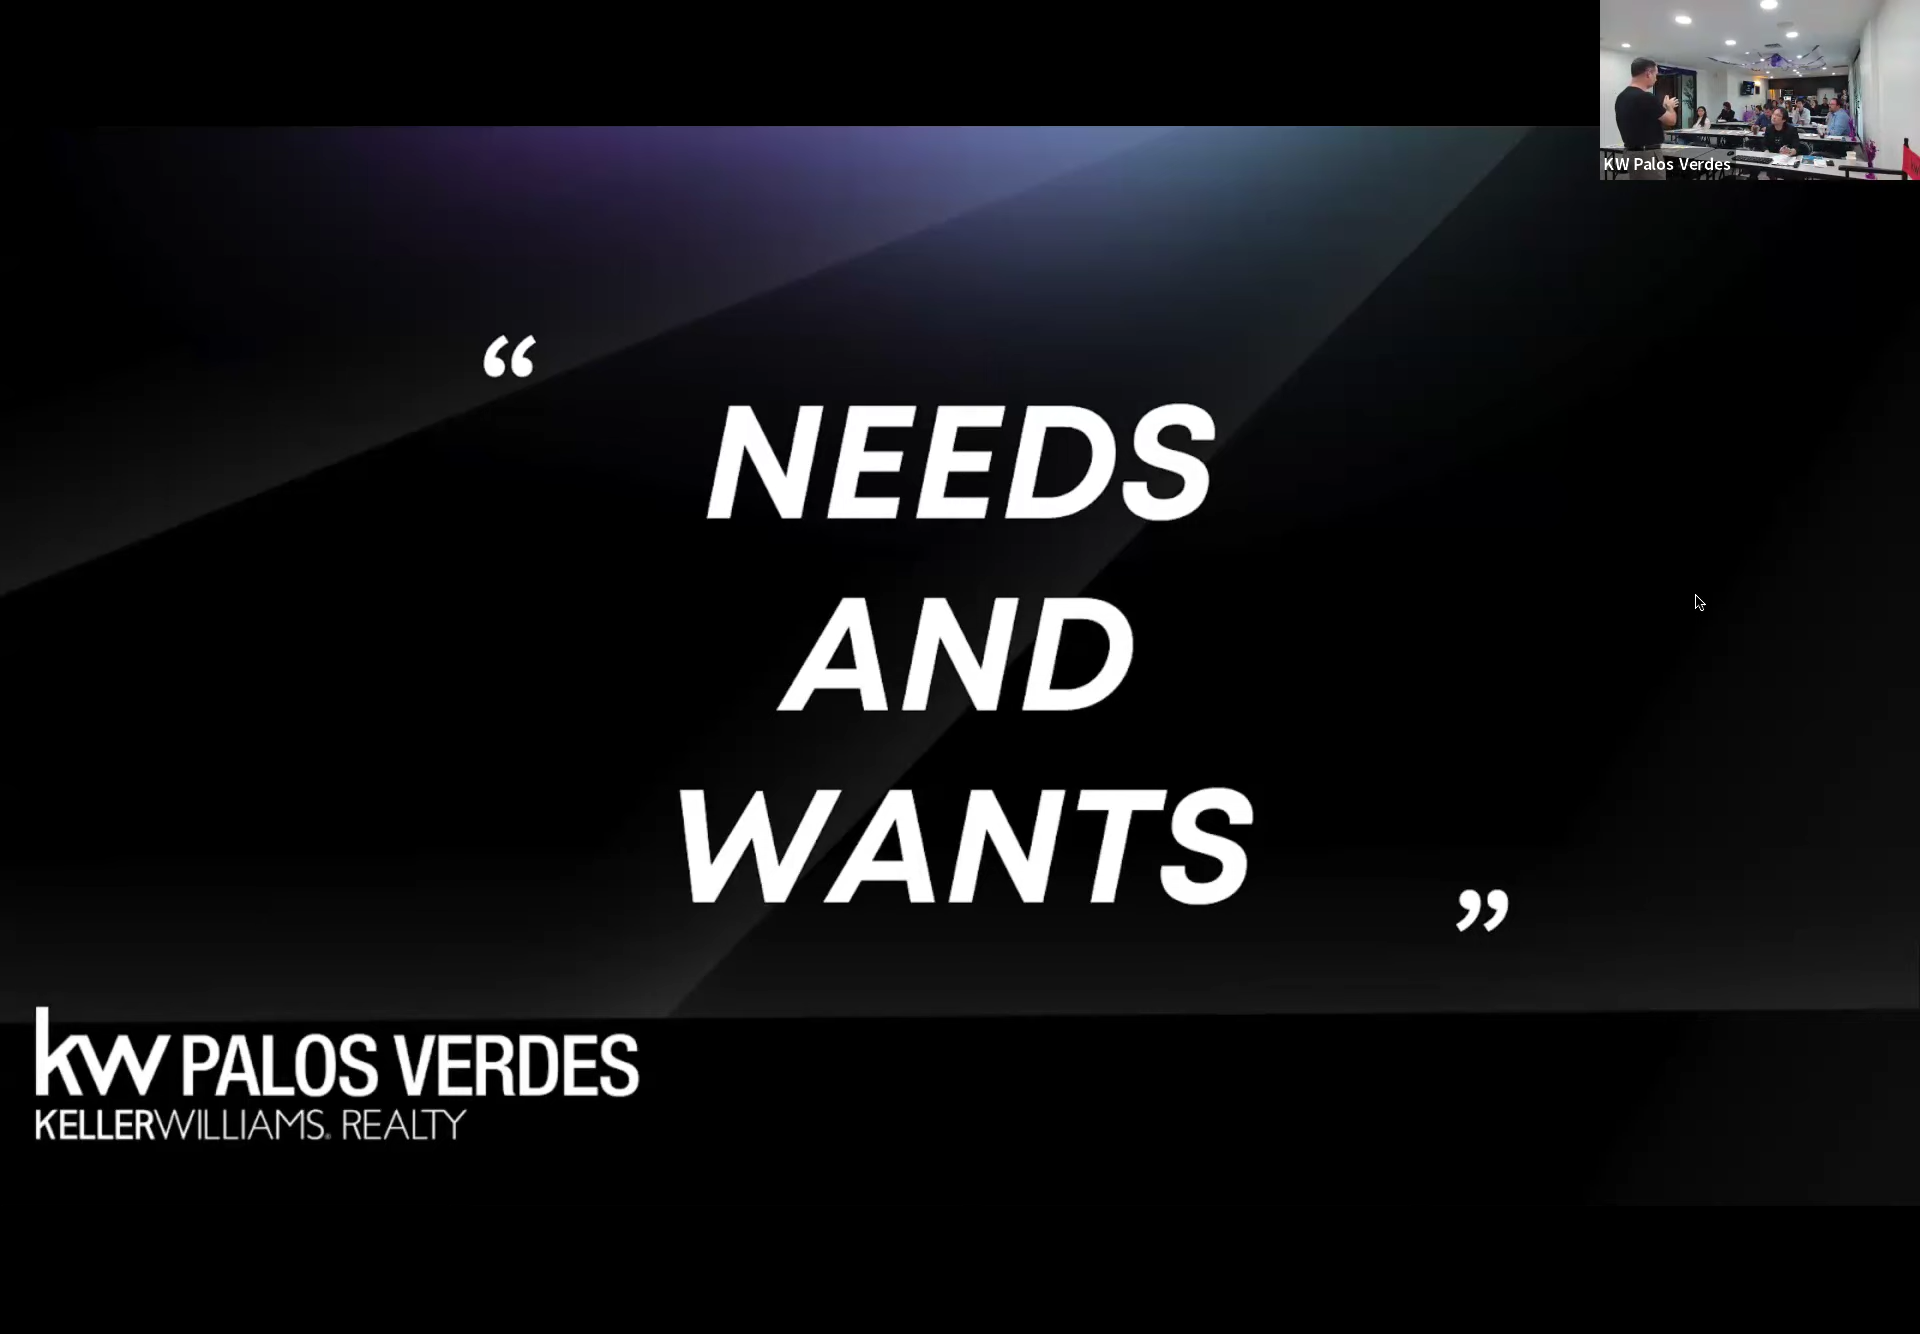 KW Palos Verdes
“
NEEDS
AND
WANTS
”
kw PALOS VERDES
KELLERWILLIAMS. REALTY